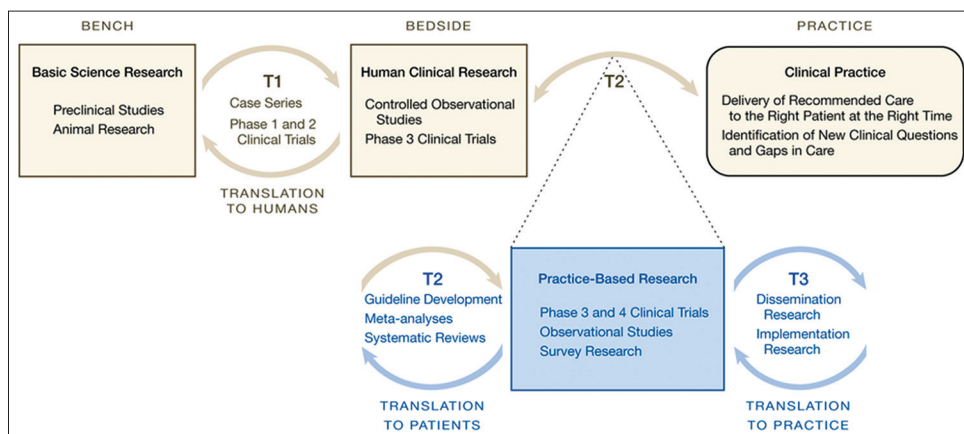 BENCH
BEDSIDE
PRACTICE
Basic Science Research
Preclinical Studies
Animal Research
T1
Case Series
Phase 1 and 2
Clinical Trials
TRANSLATION
TO HUMANS
Human Clinical Research
Controlled Observational
Studies
Phase 3 Clinical Trials
T2
Clinical Practice
Delivery of Recommended Care
to the Right Patient at the Right Time
Identification of New Clinical Questions
and Gaps in Care
T2
Guideline Development
Meta-analyses
Systematic Reviews
TRANSLATION
TO PATIENTS
Practice-Based Research
Phase 3 and 4 Clinical Trials
Observational Studies
Survey Research
T3
Dissemination
Research
Implementation
Research
TRANSLATION
TO PRACTICE